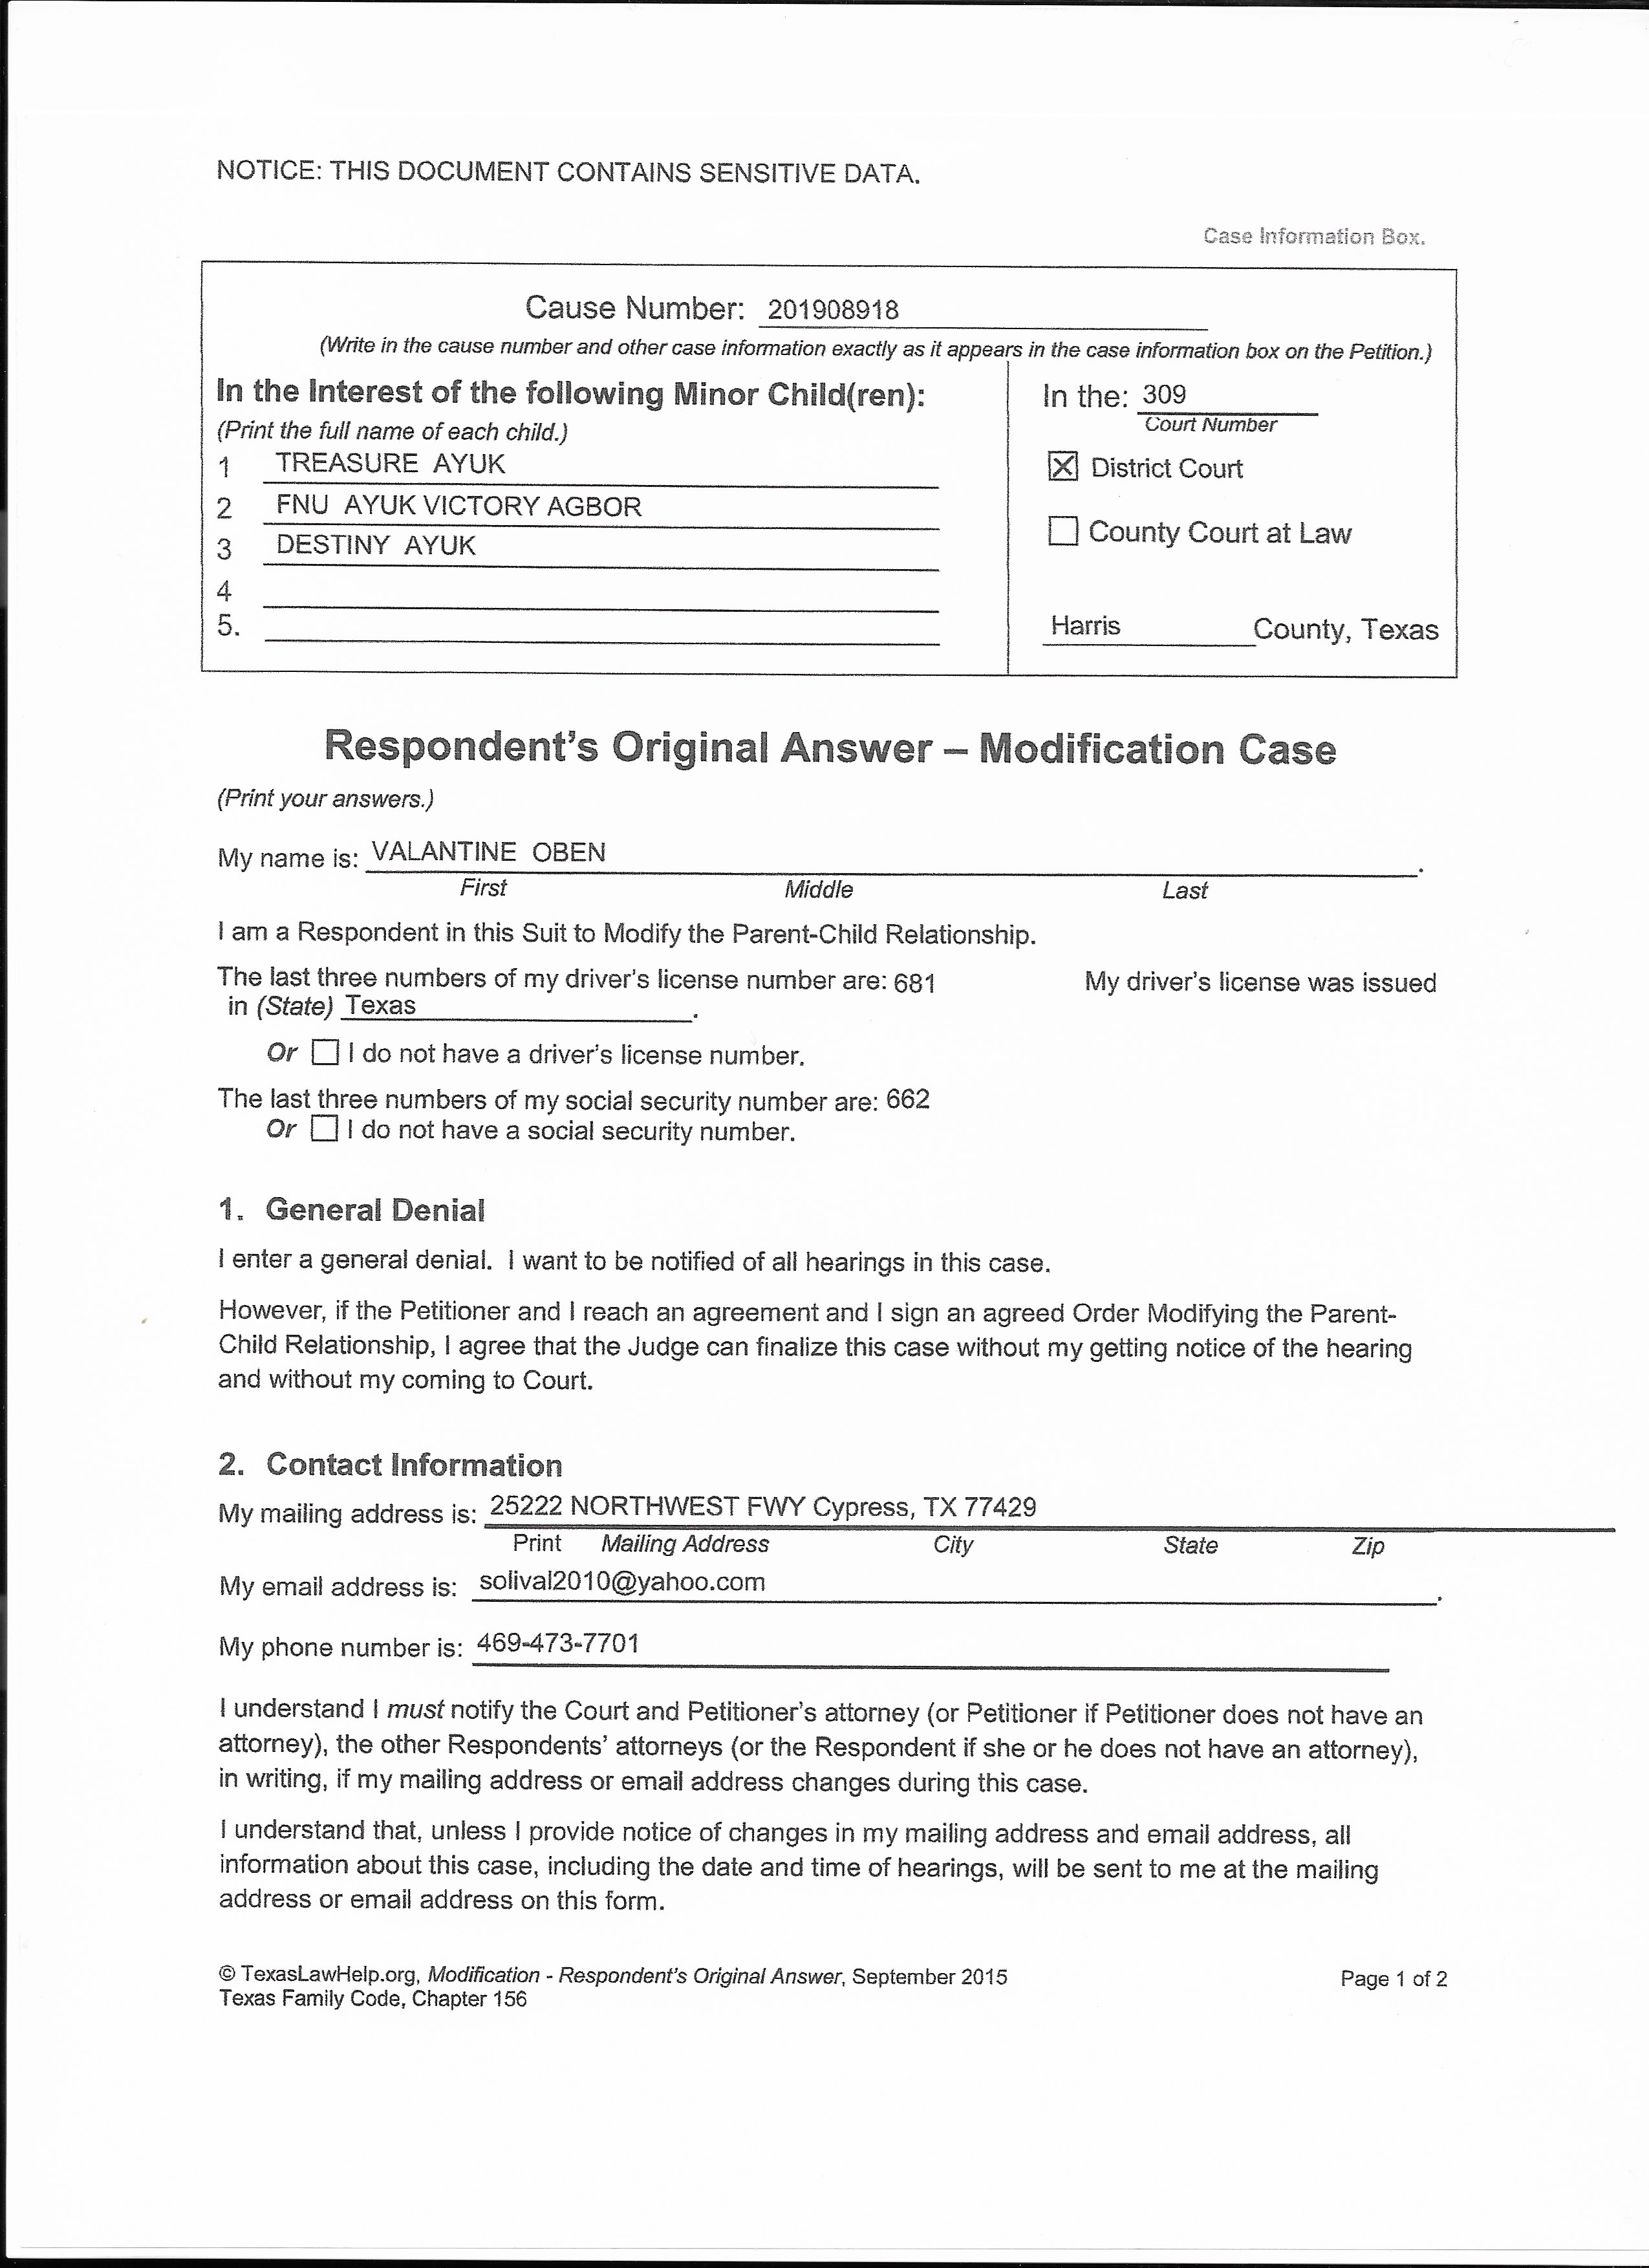 NOTICE: THIS DOCUMENT CONTAINS SENSITIVE DATA.
Case Information Box.
Cause Number: 201908918
(Write in the cause number and other case information exactly as it appears in the case information box on the Petition.)
In the Interest of the following Minor Child(ren):
(Print the full name of each child.)
1 TREASURE AYUK
2 FNU AYUK VICTORY AGBOR
3 DESTINY AYUK
4
5.
In the: 309
Court Number
☒ District Court
☐ County Court at Law
Harris County, Texas
Respondent's Original Answer – Modification Case
(Print your answers.)
My name is: VALANTINE OBEN.
First Middle Last
I am a Respondent in this Suit to Modify the Parent-Child Relationship.
The last three numbers of my driver's license number are: 681 My driver's license was issued
in (State) Texas.
Or ☐ I do not have a driver's license number.
The last three numbers of my social security number are: 662
Or ☐ I do not have a social security number.
1. General Denial
I enter a general denial. I want to be notified of all hearings in this case.
However, if the Petitioner and I reach an agreement and I sign an agreed Order Modifying the Parent-
Child Relationship, I agree that the Judge can finalize this case without my getting notice of the hearing
and without my coming to Court.
2. Contact Information
My mailing address is: 25222 NORTHWEST FWY Cypress, TX 77429
Print Mailing Address City State Zip
My email address is: solival2010@yahoo.com.
My phone number is: 469-473-7701
I understand I must notify the Court and Petitioner's attorney (or Petitioner if Petitioner does not have an
attorney), the other Respondents' attorneys (or the Respondent if she or he does not have an attorney),
in writing, if my mailing address or email address changes during this case.
I understand that, unless I provide notice of changes in my mailing address and email address, all
information about this case, including the date and time of hearings, will be sent to me at the mailing
address or email address on this form.
© TexasLawHelp.org, Modification - Respondent's Original Answer, September 2015 Page 1 of 2
Texas Family Code, Chapter 156